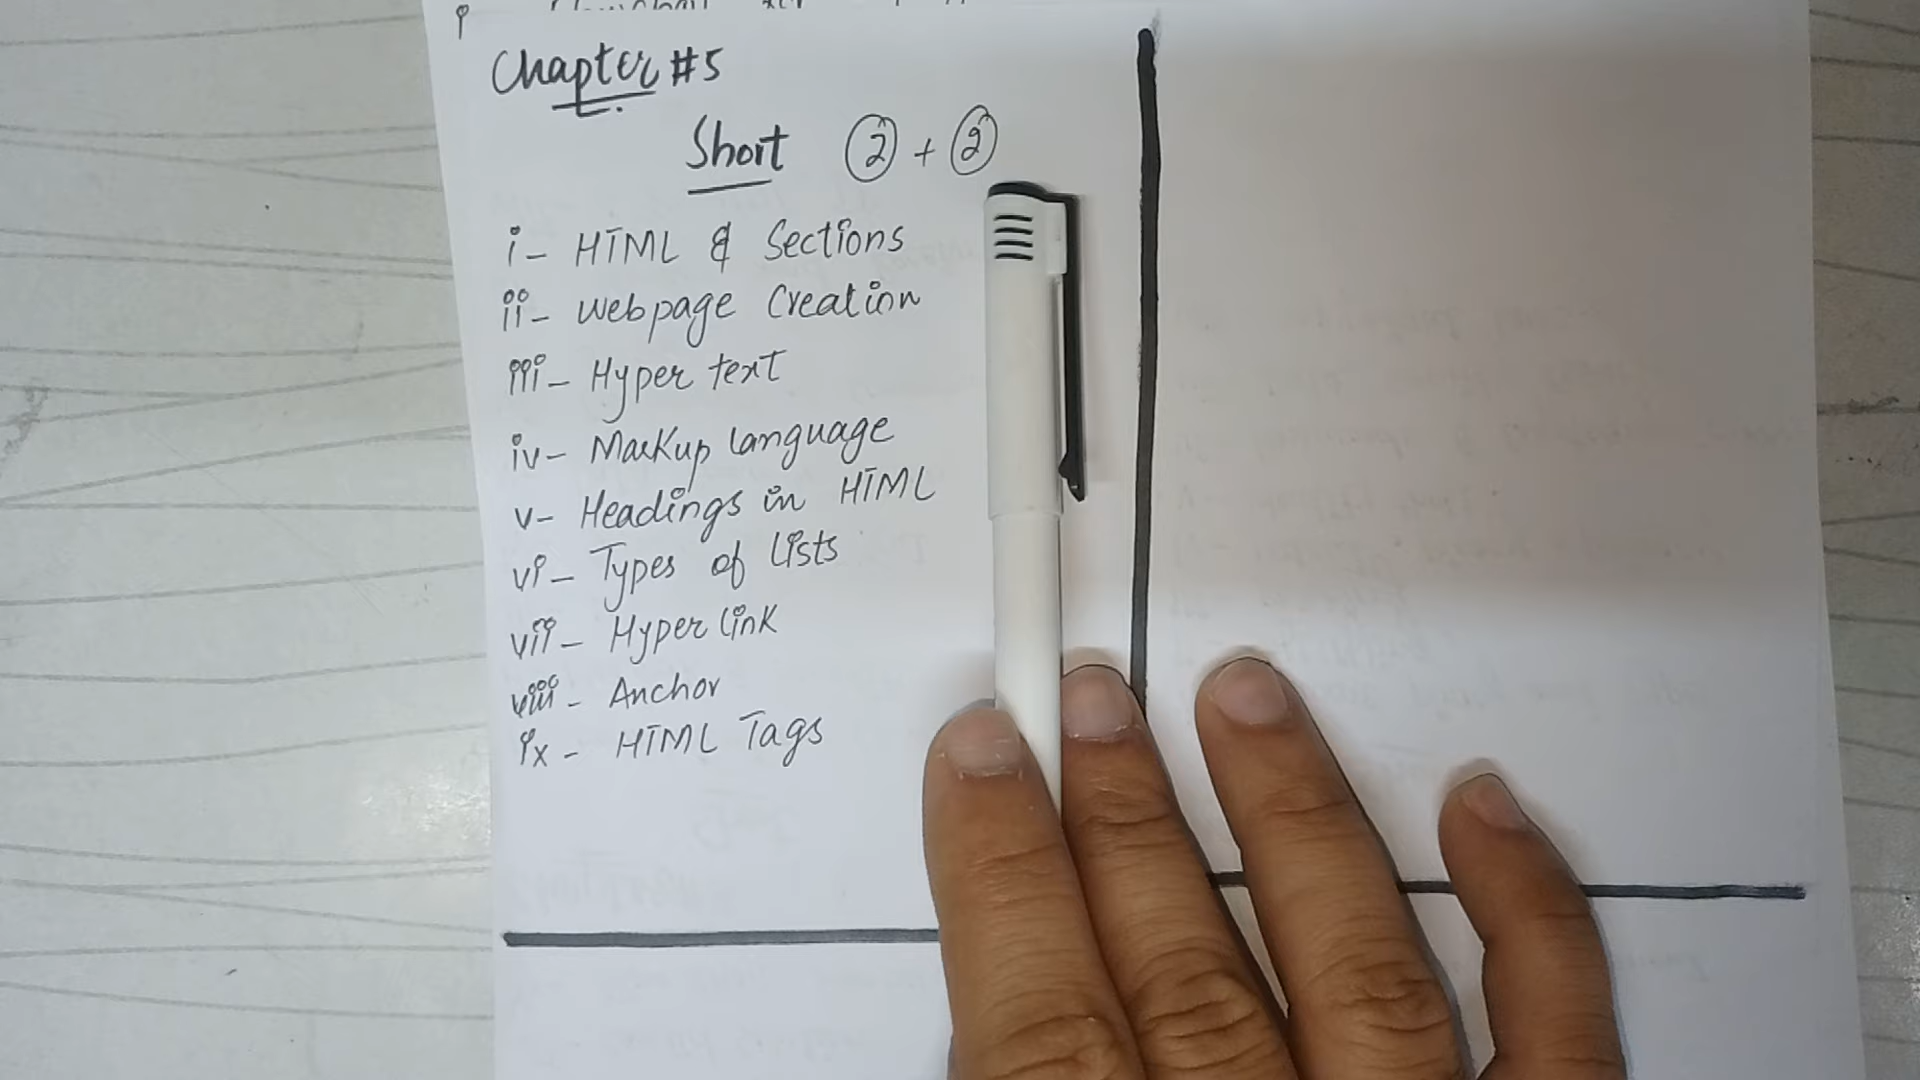 Chapter #5
Short 2 + 2
i- HTML & Sections
ii- Webpage Creation
iii- Hyper text
iv- Markup language
v- Headings in HTML
vi- Types of Lists
vii- Hyper link
viii- Anchor
ix- HTML Tags